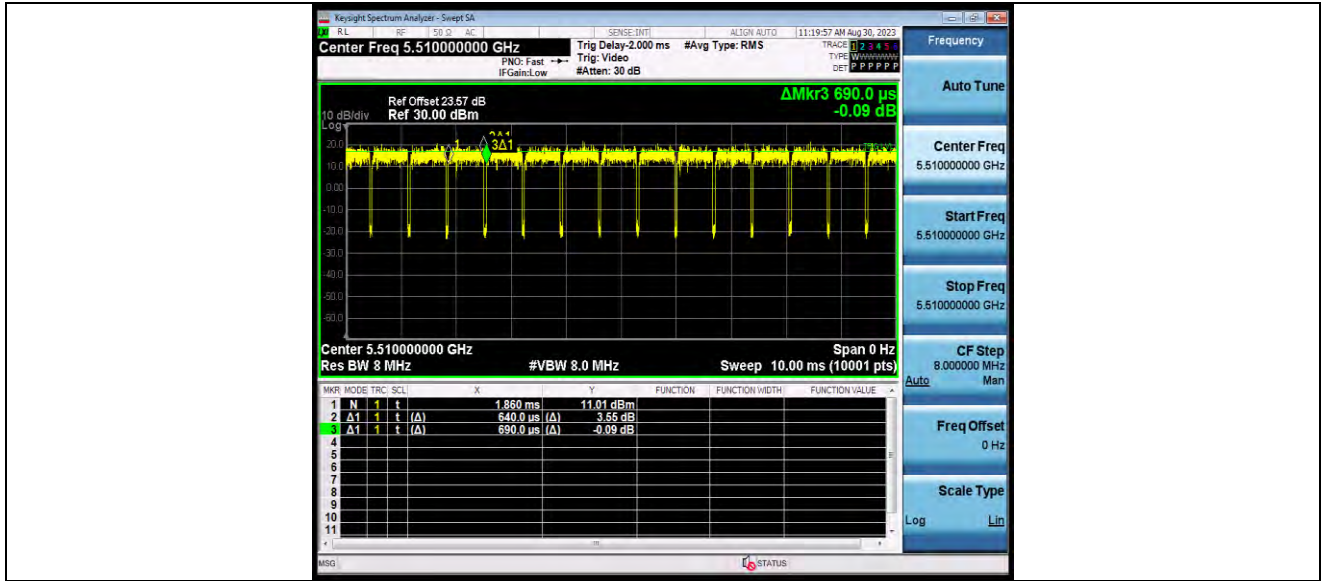 Keysight Spectrum Analyzer - Swept SA
RL RF 50 Ω AC SENSE:INT ALIGN AUTO 11:19:57 AM Aug 30, 2023
Center Freq 5.510000000 GHz
PNO: Fast
IFGain:Low
Trig Delay-2.000 ms
Trig: Video
#Atten: 30 dB
#Avg Type: RMS
TRACE 1 2 3 4 5 6
TYPE WWWWWW
DET P P P P P P
ΔMkr3 690.0 µs
-0.09 dB
Ref Offset 23.57 dB
10 dB/div Ref 30.00 dBm
Log
20.0
10.0
0.00
-10.0
-20.0
-30.0
-40.0
-50.0
-60.0
1
3Δ1
Center 5.510000000 GHz Span 0 Hz
Res BW 8 MHz #VBW 8.0 MHz Sweep 10.00 ms (10001 pts)
MKR MODE TRC SCL X Y FUNCTION FUNCTION WIDTH FUNCTION VALUE
1 N 1 t 1.860 ms 11.01 dBm
2 Δ1 1 t (Δ) 640.0 µs (Δ) 3.55 dB
3 Δ1 1 t (Δ) 690.0 µs (Δ) -0.09 dB
4
5
6
7
8
9
10
11
MSG STATUS
Frequency
Auto Tune
Center Freq
5.510000000 GHz
Start Freq
5.510000000 GHz
Stop Freq
5.510000000 GHz
CF Step
8.000000 MHz
Auto Man
Freq Offset
0 Hz
Scale Type
Log Lin